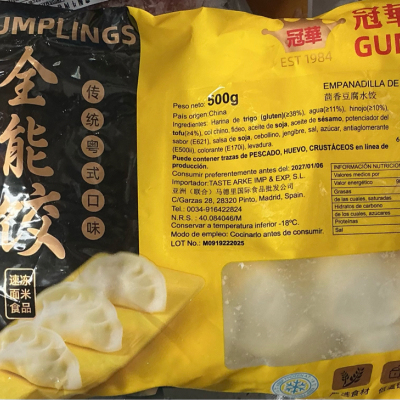 UMPLINGS
全能餃
传统粤式口味
速冻面米食品
冠華
EST 1984
GU
EMPANADILLA DE
茴香豆腐水饺
Peso neto: 500g
País origen:China
Ingredientes: Harina de trigo (gluten)(≥38%), agua(≥11%), hinojo(≥10%),
tofu(≥4%), col chino, fideo, aceite de soja, aceite de sésamo, potenciador del
sabor (E621), salsa de soja, cebollino, jengibre, sal, azúcar, antiaglomerante
(E500ii), colorante (E170i), levadura.
Puede contener trazas de PESCADO, HUEVO, CRUSTÁCEOS en línea de
Consumir preferentemente antes del: 2027/01/06
Importador:TASTE ARKE IMP & EXP, S.L.
亚洲（联合）马德里国际食品批发公司
C/Garzas 28, 28320 Pinto, Madrid, Spain.
Tel.: 0034-916422824
N.R.S. : 40.064046/M
Conservar a temperatura inferior -18ºC.
Modo de empleo: Cocinarlo antes de consumir.
LOT No.: M0919222025
INFORMACIÓN NUTRICION
Valores medios por
Valor energético
Grasas
de las cuales, saturadas
Hidratos de carbono
de los cuales, azúcares
Proteínas
Sal